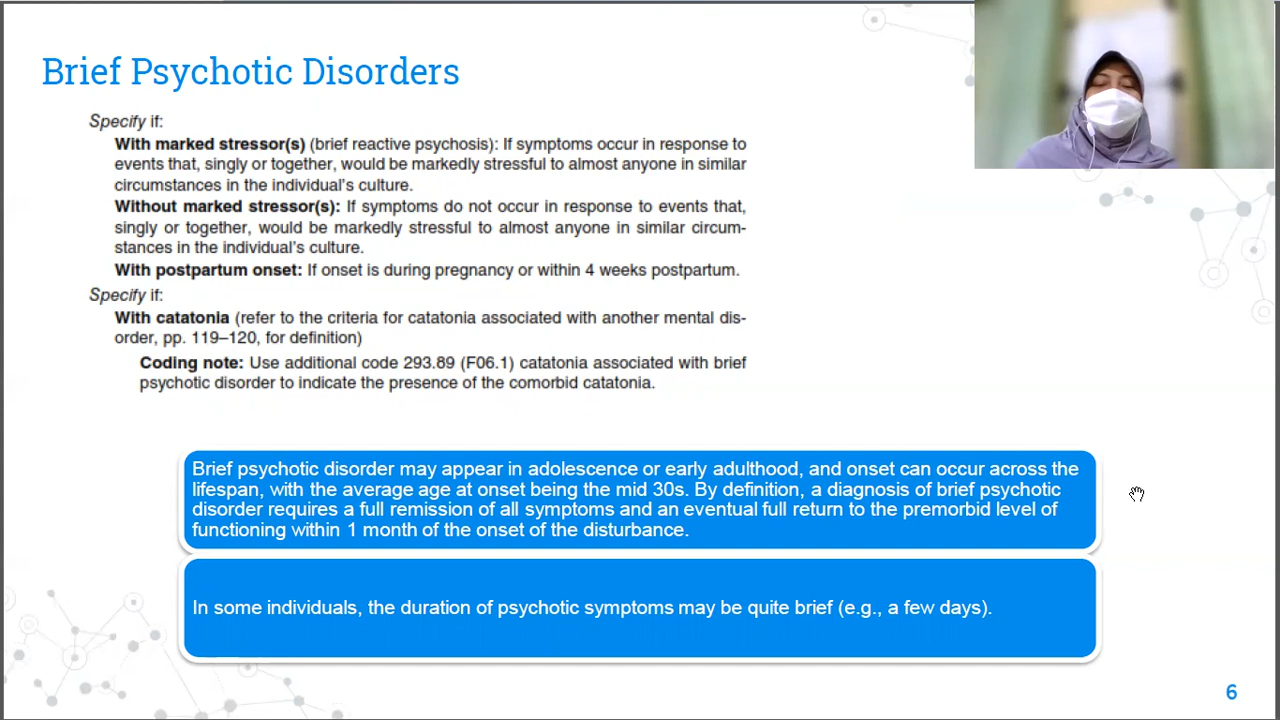 Brief Psychotic Disorders
Specify if:
With marked stressor(s) (brief reactive psychosis): If symptoms occur in response to
events that, singly or together, would be markedly stressful to almost anyone in similar
circumstances in the individual's culture.
Without marked stressor(s): If symptoms do not occur in response to events that,
singly or together, would be markedly stressful to almost anyone in similar circum-
stances in the individual's culture.
With postpartum onset: If onset is during pregnancy or within 4 weeks postpartum.
Specify if:
With catatonia (refer to the criteria for catatonia associated with another mental dis-
order, pp. 119–120, for definition)
Coding note: Use additional code 293.89 (F06.1) catatonia associated with brief
psychotic disorder to indicate the presence of the comorbid catatonia.
Brief psychotic disorder may appear in adolescence or early adulthood, and onset can occur across the
lifespan, with the average age at onset being the mid 30s. By definition, a diagnosis of brief psychotic
disorder requires a full remission of all symptoms and an eventual full return to the premorbid level of
functioning within 1 month of the onset of the disturbance.
In some individuals, the duration of psychotic symptoms may be quite brief (e.g., a few days).
6